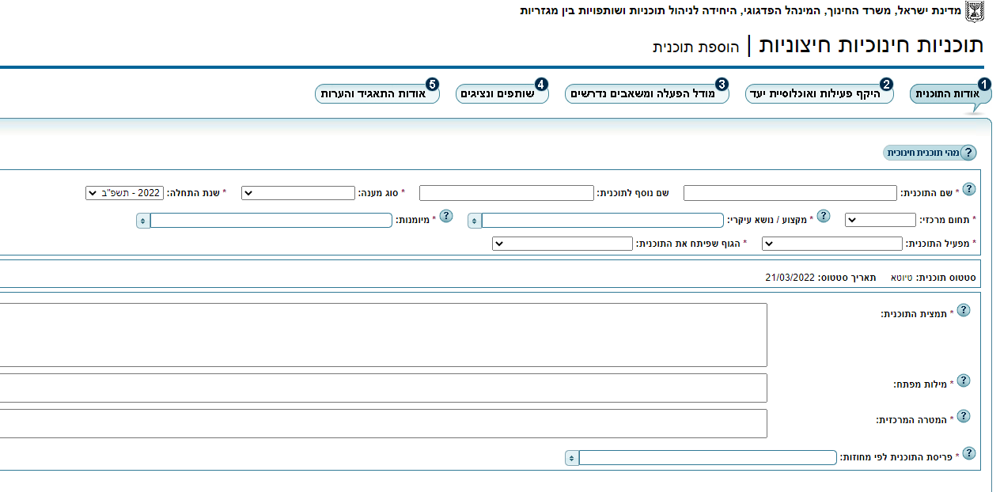 מדינת ישראל, משרד החינוך, המינהל הפדגוגי, היחידה לניהול תוכניות ושותפויות בין מגזריות
תוכניות חינוכיות חיצוניות | הוספת תוכנית
1 אודות התוכנית 2 היקף פעילות ואוכלוסיית יעד 3 מודל הפעלה ומשאבים נדרשים 4 שותפים ונציגים 5 אודות התאגיד והערות
? מהי תוכנית חינוכית
? * שם התוכנית: שם נוסף לתוכנית: * סוג מענה: * שנת התחלה: 2022 - תשפ"ב
* תחום מרכזי: ? * מקצוע / נושא עיקרי: ? * מיומנות:
* מפעיל התוכנית: * הגוף שפיתח את התוכנית:
סטטוס תוכנית: טיוטא תאריך סטטוס: 21/03/2022
? * תמצית התוכנית:
? * מילות מפתח:
? * המטרה המרכזית:
? * פריסת התוכנית לפי מחוזות: